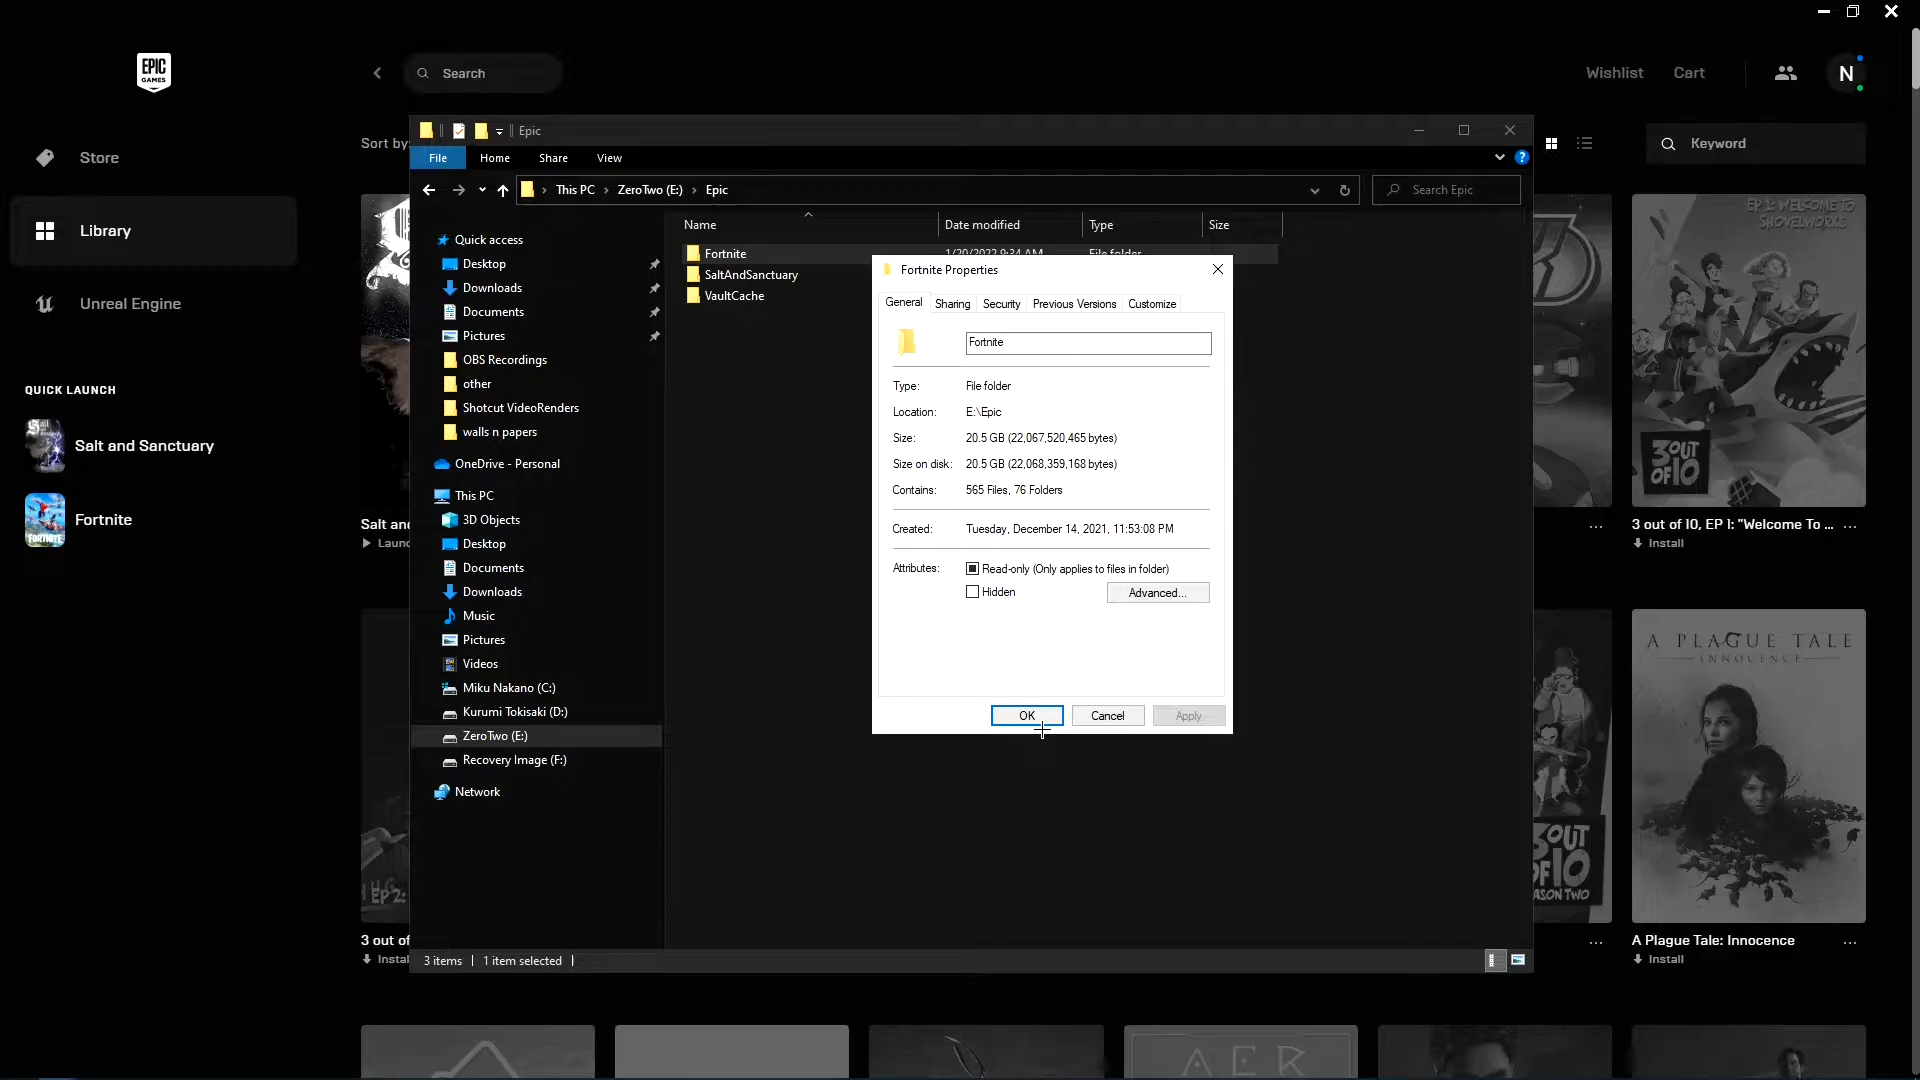 EPIC
GAMES
Search
Wishlist
Cart
N
Store
Library
Unreal Engine
QUICK LAUNCH
Salt and Sanctuary
Fortnite
Sort by:
Keyword
Epic
File
Home
Share
View
?
This PC
ZeroTwo (E:)
Epic
Search Epic
Quick access
Desktop
Downloads
Documents
Pictures
OBS Recordings
other
Shotcut VideoRenders
walls n papers
OneDrive - Personal
This PC
3D Objects
Desktop
Documents
Downloads
Music
Pictures
Videos
Miku Nakano (C:)
Kurumi Tokisaki (D:)
ZeroTwo (E:)
Recovery Image (F:)
Network
Name
Date modified
Type
Size
Fortnite
1/20/2022 9:34 AM
File folder
SaltAndSanctuary
VaultCache
Fortnite Properties
General
Sharing
Security
Previous Versions
Customize
Fortnite
Type:
File folder
Location:
E:\Epic
Size:
20.5 GB (22,067,520,465 bytes)
Size on disk:
20.5 GB (22,068,359,168 bytes)
Contains:
565 Files, 76 Folders
Created:
Tuesday, December 14, 2021, 11:53:08 PM
Attributes:
Read-only (Only applies to files in folder)
Hidden
Advanced...
OK
Cancel
Apply
3 items
1 item selected
Salt an
Launc
EP 1: WELCOME TO
SHOVELWORKS
3 OUT
OF 10
3 out of 10, EP 1: "Welcome To ...
Install
EP 2:
3 out of
Instal
3 OUT
OF 10
ASON TWO
A PLAGUE TALE
INNOCENCE
A Plague Tale: Innocence
Install
AER